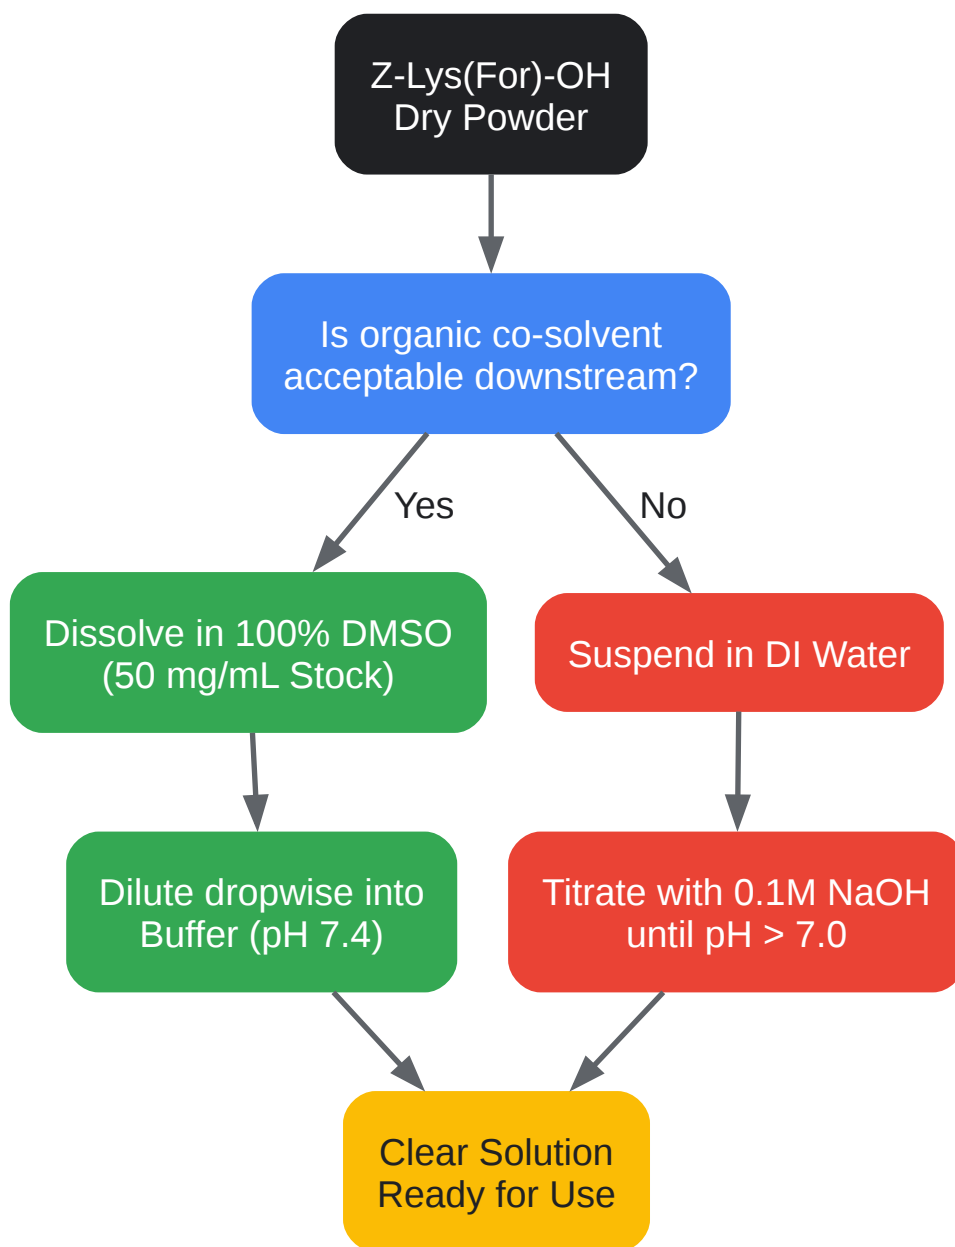 Z-Lys(For)-OH
Dry Powder
Is organic co-solvent
acceptable downstream?
Yes
No
Dissolve in 100% DMSO
(50 mg/mL Stock)
Suspend in DI Water
Dilute dropwise into
Buffer (pH 7.4)
Titrate with 0.1M NaOH
until pH > 7.0
Clear Solution
Ready for Use